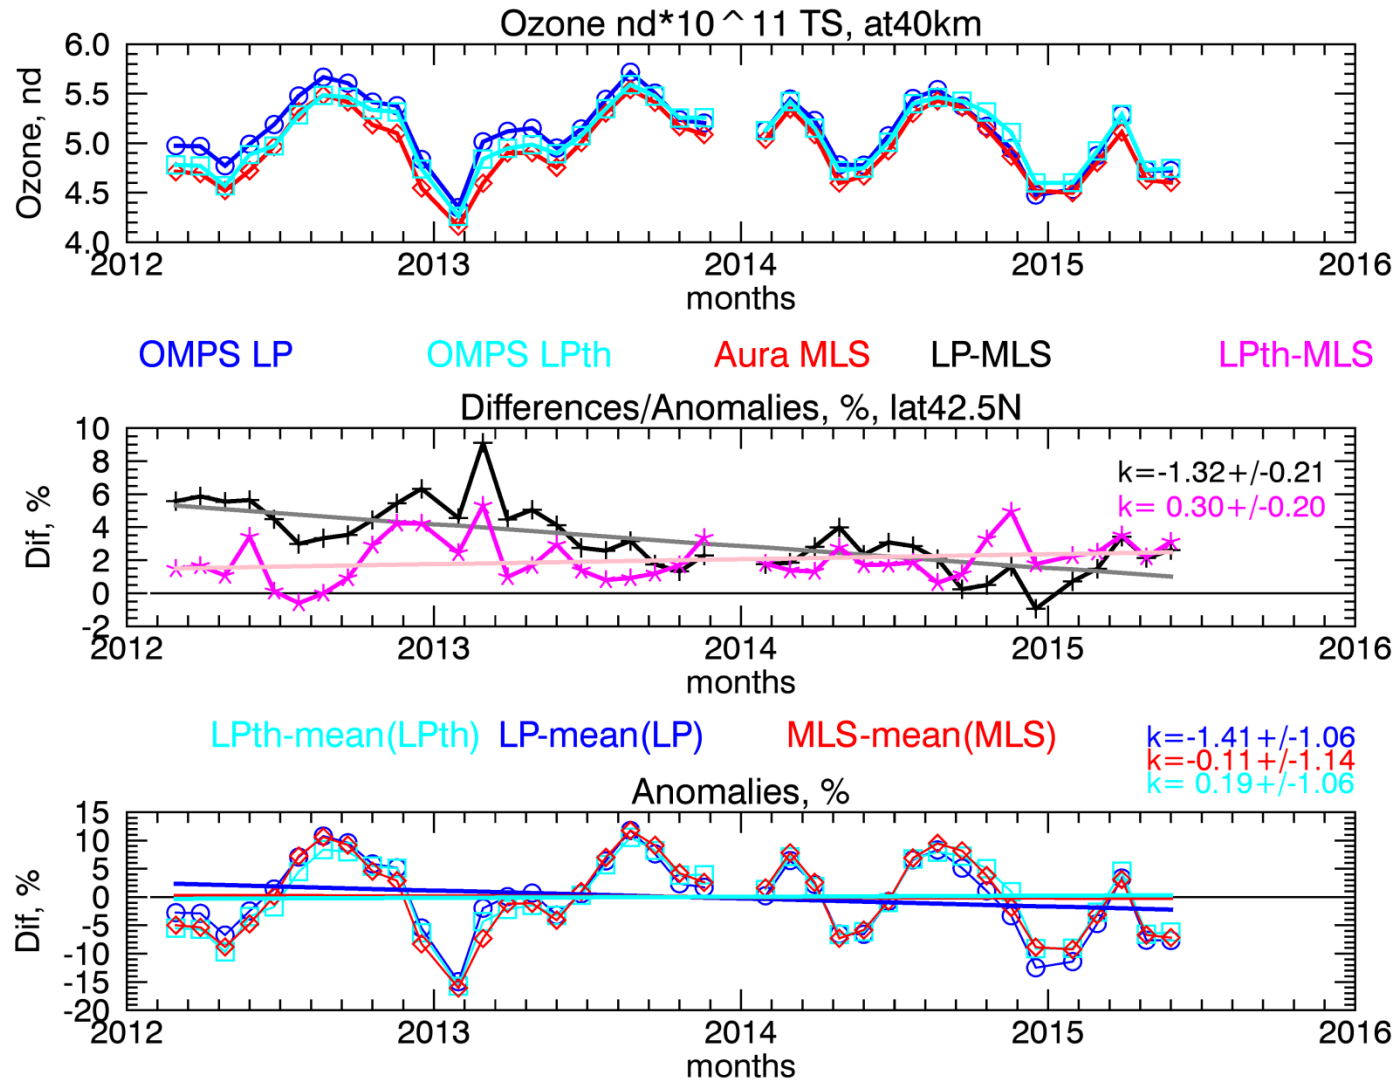 Ozone nd*10 ^ 11 TS, at40km
Ozone, nd
6.0
5.5
5.0
4.5
4.0
2012 2013 2014 2015 2016
months
OMPS LP OMPS LPth Aura MLS LP-MLS LPth-MLS
Differences/Anomalies, %, lat42.5N
Dif, %
10
8
6
4
2
0
-2
k=-1.32+/-0.21
k= 0.30+/-0.20
2012 2013 2014 2015 2016
months
LPth-mean(LPth) LP-mean(LP) MLS-mean(MLS)
k=-1.41+/-1.06
k=-0.11+/-1.14
k= 0.19+/-1.06
Anomalies, %
Dif, %
15
10
5
0
-5
-10
-15
-20
2012 2013 2014 2015 2016
months